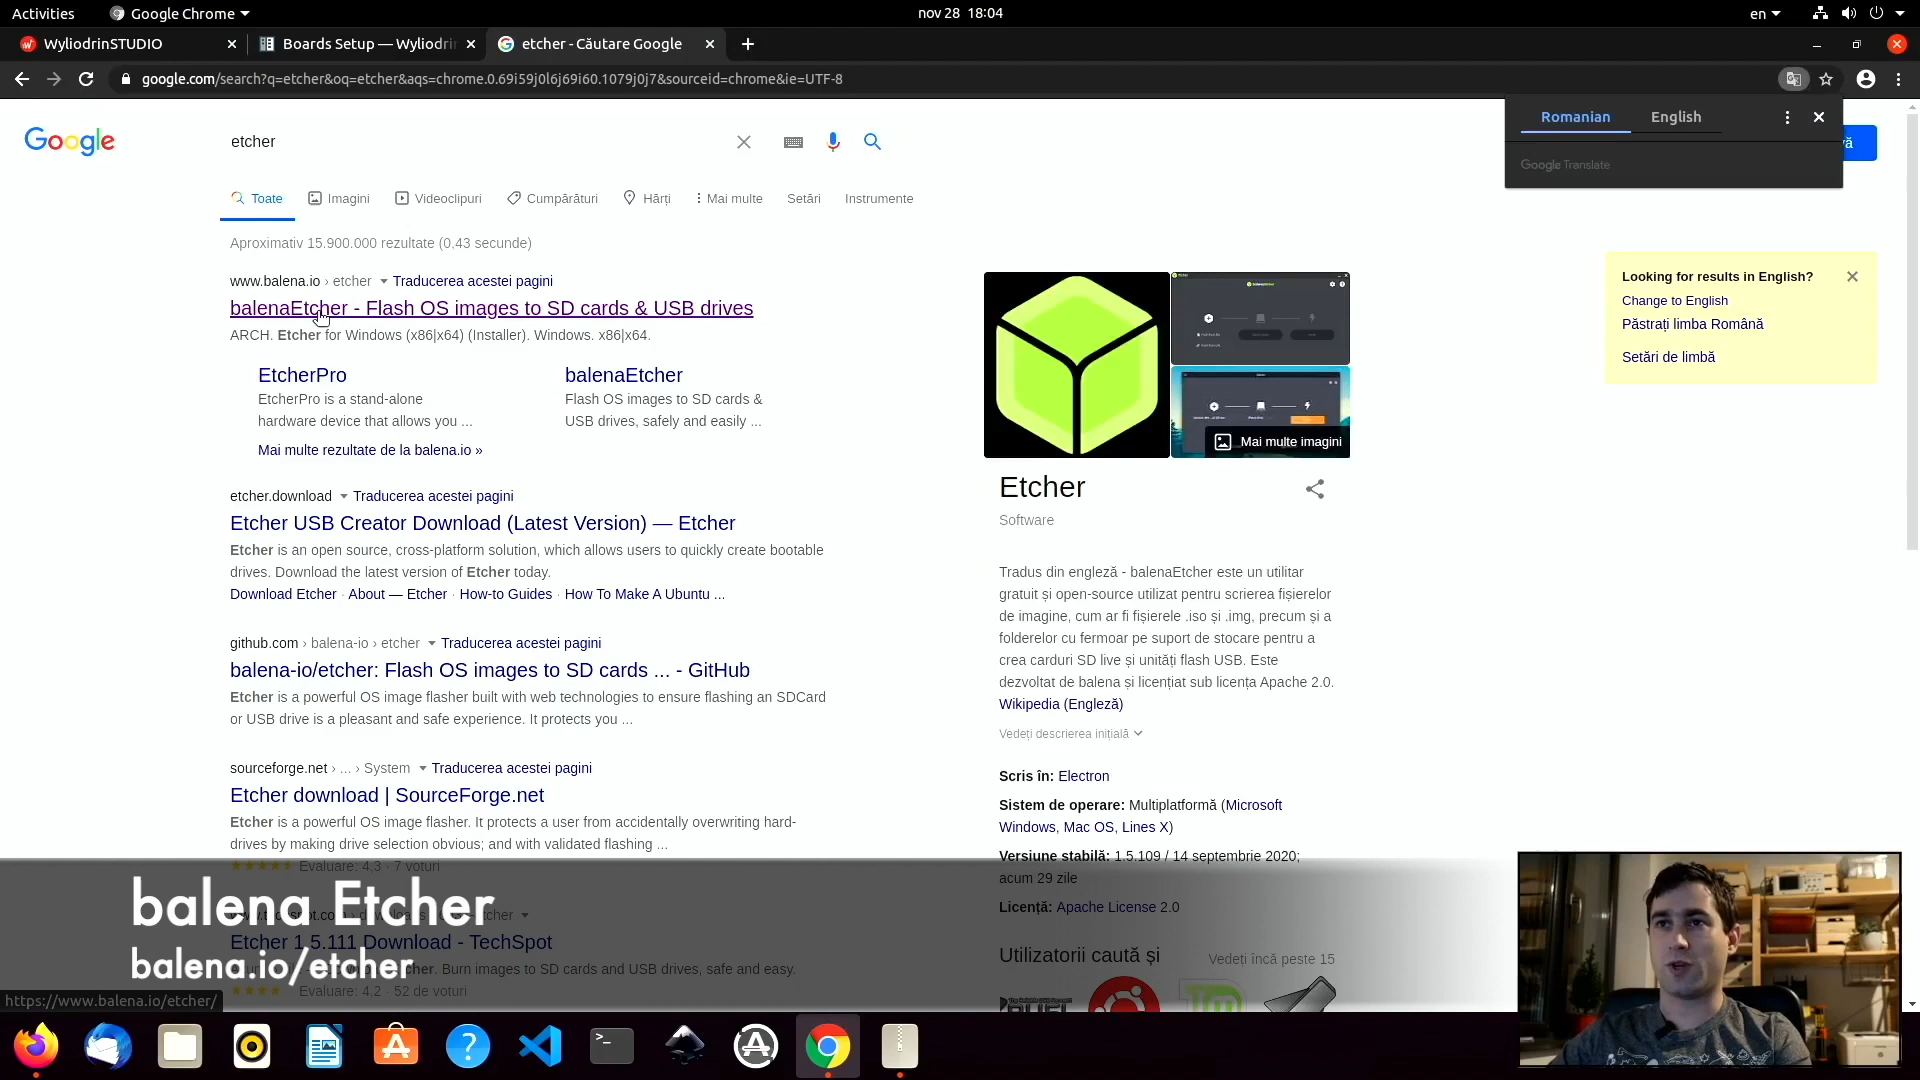 Activities
Google Chrome
nov 28 18:04
en
WyliodrinSTUDIO
Boards Setup — Wyliodrin
etcher - Căutare Google
google.com/search?q=etcher&oq=etcher&aqs=chrome.0.69i59j0l6j69i60.1079j0j7&sourceid=chrome&ie=UTF-8
Romanian English
Google Translate
Google
etcher
Toate Imagini Videoclipuri Cumpărături Hărți Mai multe Setări Instrumente
Aproximativ 15.900.000 rezultate (0,43 secunde)
www.balena.io › etcher Traducerea acestei pagini
balenaEtcher - Flash OS images to SD cards & USB drives
ARCH. Etcher for Windows (x86|x64) (Installer). Windows. x86|x64.
EtcherPro
EtcherPro is a stand-alone
hardware device that allows you ...
balenaEtcher
Flash OS images to SD cards &
USB drives, safely and easily ...
Mai multe rezultate de la balena.io »
etcher.download Traducerea acestei pagini
Etcher USB Creator Download (Latest Version) — Etcher
Etcher is an open source, cross-platform solution, which allows users to quickly create bootable
drives. Download the latest version of Etcher today.
Download Etcher · About — Etcher · How-to Guides · How To Make A Ubuntu ...
github.com › balena-io › etcher Traducerea acestei pagini
balena-io/etcher: Flash OS images to SD cards ... - GitHub
Etcher is a powerful OS image flasher built with web technologies to ensure flashing an SDCard
or USB drive is a pleasant and safe experience. It protects you ...
sourceforge.net › ... › System Traducerea acestei pagini
Etcher download | SourceForge.net
Etcher is a powerful OS image flasher. It protects a user from accidentally overwriting hard-
drives by making drive selection obvious; and with validated flashing ...
Evaluare: 4,3 · 7 voturi
Etcher 1.5.111 Download - TechSpot
Burn images to SD cards and USB drives, safe and easy.
Evaluare: 4,2 · 52 de voturi
https://www.balena.io/etcher/
balena Etcher
balena.io/etcher
Mai multe imagini
Etcher
Software
Tradus din engleză - balenaEtcher este un utilitar
gratuit și open-source utilizat pentru scrierea fișierelor
de imagine, cum ar fi fișierele .iso și .img, precum și a
folderelor cu fermoar pe suport de stocare pentru a
crea carduri SD live și unități flash USB. Este
dezvoltat de balena și licențiat sub licența Apache 2.0.
Wikipedia (Engleză)
Vedeți descrierea inițială
Scris în: Electron
Sistem de operare: Multiplatformă (Microsoft
Windows, Mac OS, Lines X)
Versiune stabilă: 1.5.109 / 14 septembrie 2020;
acum 29 zile
Licență: Apache License 2.0
Utilizatorii caută și
Vedeți încă peste 15
Looking for results in English?
Change to English
Păstrați limba Română
Setări de limbă